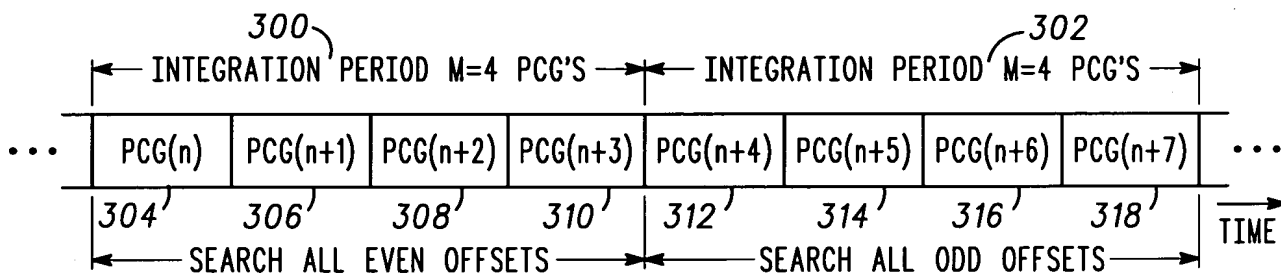 300 302
INTEGRATION PERIOD M=4 PCG'S INTEGRATION PERIOD M=4 PCG'S
••• PCG(n) PCG(n+1) PCG(n+2) PCG(n+3) PCG(n+4) PCG(n+5) PCG(n+6) PCG(n+7) •••
304 306 308 310 312 314 316 318 TIME
SEARCH ALL EVEN OFFSETS SEARCH ALL ODD OFFSETS